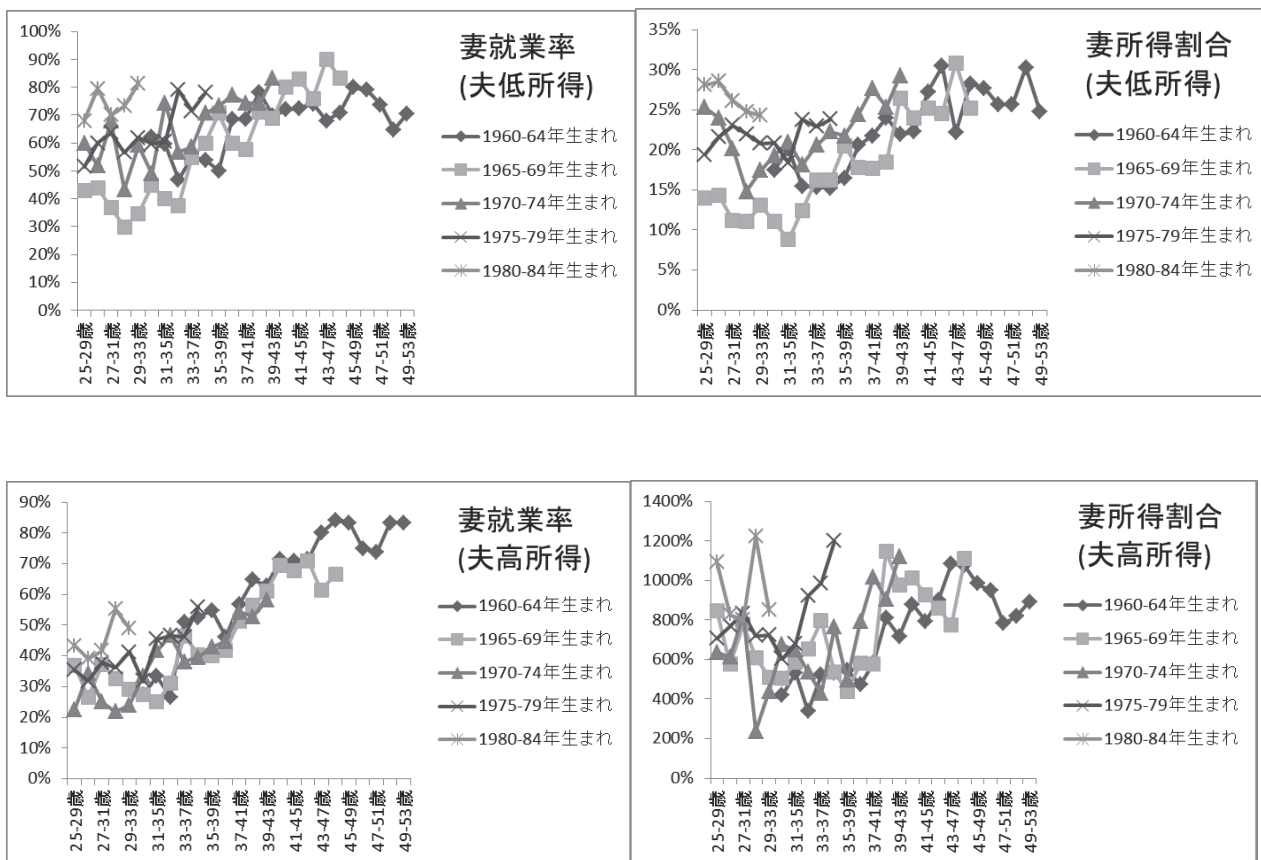 妻就業率
(夫低所得)
100%
90%
80%
70%
60%
50%
40%
30%
20%
10%
0%
1960-64年生まれ
1965-69年生まれ
1970-74年生まれ
1975-79年生まれ
1980-84年生まれ
25-29歳
27-31歳
29-33歳
31-35歳
33-37歳
35-39歳
37-41歳
39-43歳
41-45歳
43-47歳
45-49歳
47-51歳
49-53歳
妻所得割合
(夫低所得)
35%
30%
25%
20%
15%
10%
5%
0%
1960-64年生まれ
1965-69年生まれ
1970-74年生まれ
1975-79年生まれ
1980-84年生まれ
25-29歳
27-31歳
29-33歳
31-35歳
33-37歳
35-39歳
37-41歳
39-43歳
41-45歳
43-47歳
45-49歳
47-51歳
49-53歳
妻就業率
(夫高所得)
90%
80%
70%
60%
50%
40%
30%
20%
10%
0%
1960-64年生まれ
1965-69年生まれ
1970-74年生まれ
1975-79年生まれ
1980-84年生まれ
25-29歳
27-31歳
29-33歳
31-35歳
33-37歳
35-39歳
37-41歳
39-43歳
41-45歳
43-47歳
45-49歳
47-51歳
49-53歳
妻所得割合
(夫高所得)
1400%
1200%
1000%
800%
600%
400%
200%
0%
1960-64年生まれ
1965-69年生まれ
1970-74年生まれ
1975-79年生まれ
1980-84年生まれ
25-29歳
27-31歳
29-33歳
31-35歳
33-37歳
35-39歳
37-41歳
39-43歳
41-45歳
43-47歳
45-49歳
47-51歳
49-53歳